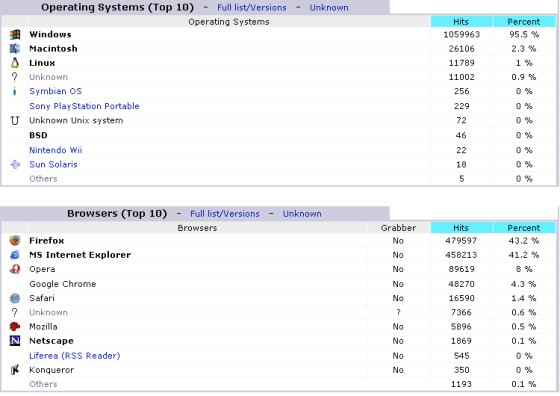 Operating Systems (Top 10) - Full list/Versions - Unknown
Operating Systems Hits Percent
Windows 1059963 95.5 %
Macintosh 26106 2.3 %
Linux 11789 1 %
? Unknown 11002 0.9 %
Symbian OS 256 0 %
Sony PlayStation Portable 229 0 %
Unknown Unix system 72 0 %
BSD 46 0 %
Nintendo Wii 22 0 %
Sun Solaris 18 0 %
Others 5 0 %
Browsers (Top 10) - Full list/Versions - Unknown
Browsers Grabber Hits Percent
Firefox No 479597 43.2 %
MS Internet Explorer No 458213 41.2 %
Opera No 89619 8 %
Google Chrome No 48270 4.3 %
Safari No 16590 1.4 %
? Unknown ? 7366 0.6 %
Mozilla No 5896 0.5 %
N Netscape No 1869 0.1 %
Liferea (RSS Reader) No 545 0 %
Konqueror No 350 0 %
Others 1193 0.1 %